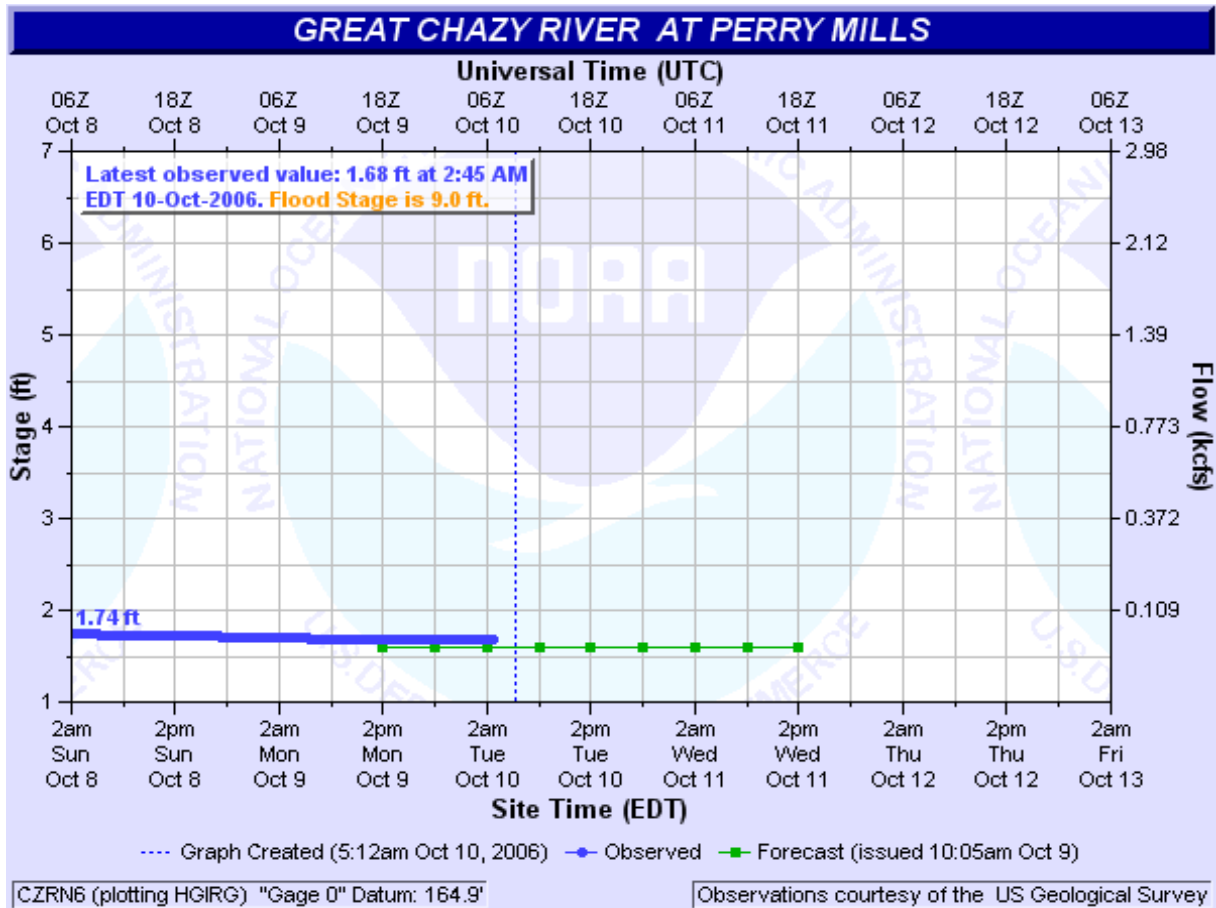 GREAT CHAZY RIVER AT PERRY MILLS
Universal Time (UTC)
06Z 18Z 06Z 18Z 06Z 18Z 06Z 18Z 06Z 18Z 06Z
Oct 8 Oct 8 Oct 9 Oct 9 Oct 10 Oct 10 Oct 11 Oct 11 Oct 12 Oct 12 Oct 13
Latest observed value: 1.68 ft at 2:45 AM
EDT 10-Oct-2006. Flood Stage is 9.0 ft.
7 2.98
6 2.12
5 1.39
4 0.773
3 0.372
2 0.109
1
Stage (ft)
Flow (kcfs)
1.74 ft
NOAA
NATIONAL OCEANIC
NATIONAL OCEANIC ADMINISTRATION
U.S. DEP
MERCE
2am 2pm 2am 2pm 2am 2pm 2am 2pm 2am 2pm 2am
Sun Sun Mon Mon Tue Tue Wed Wed Thu Thu Fri
Oct 8 Oct 8 Oct 9 Oct 9 Oct 10 Oct 10 Oct 11 Oct 11 Oct 12 Oct 12 Oct 13
Site Time (EDT)
Graph Created (5:12am Oct 10, 2006) Observed Forecast (issued 10:05am Oct 9)
CZRN6 (plotting HGIRG) "Gage 0" Datum: 164.9'
Observations courtesy of the US Geological Survey